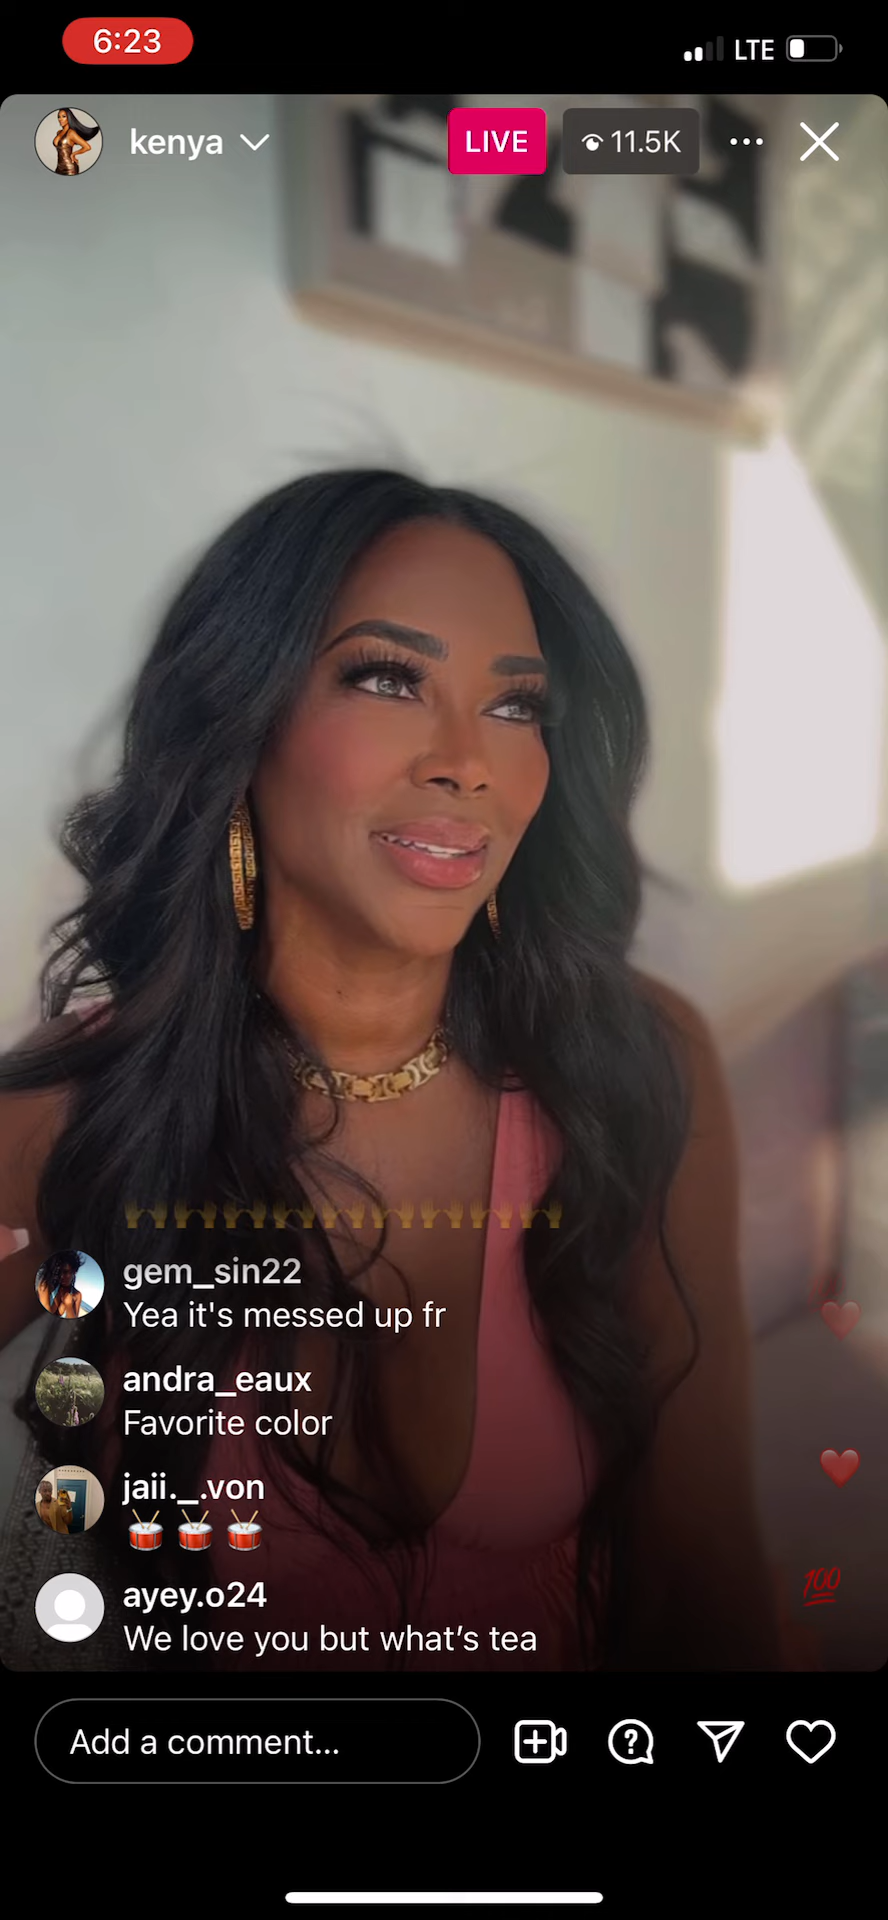 6:23
LTE
kenya
LIVE
11.5K
🙌🙌🙌🙌🙌🙌🙌🙌🙌
gem_sin22
Yea it's messed up fr
andra_eaux
Favorite color
jaii._.von
🥁🥁🥁
ayey.o24
We love you but what’s tea
💯
Add a comment...